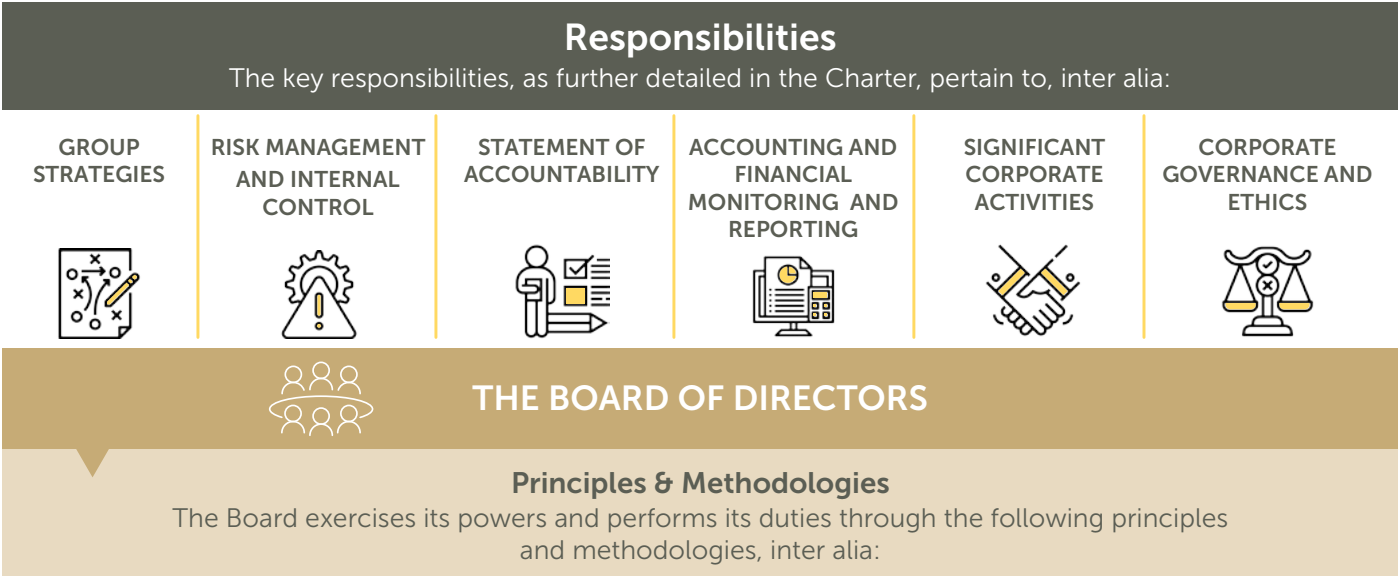 Responsibilities
The key responsibilities, as further detailed in the Charter, pertain to, inter alia:
GROUP
STRATEGIES
RISK MANAGEMENT
AND INTERNAL
CONTROL
STATEMENT OF
ACCOUNTABILITY
ACCOUNTING AND
FINANCIAL
MONITORING AND
REPORTING
SIGNIFICANT
CORPORATE
ACTIVITIES
CORPORATE
GOVERNANCE AND
ETHICS
THE BOARD OF DIRECTORS
Principles & Methodologies
The Board exercises its powers and performs its duties through the following principles
and methodologies, inter alia: